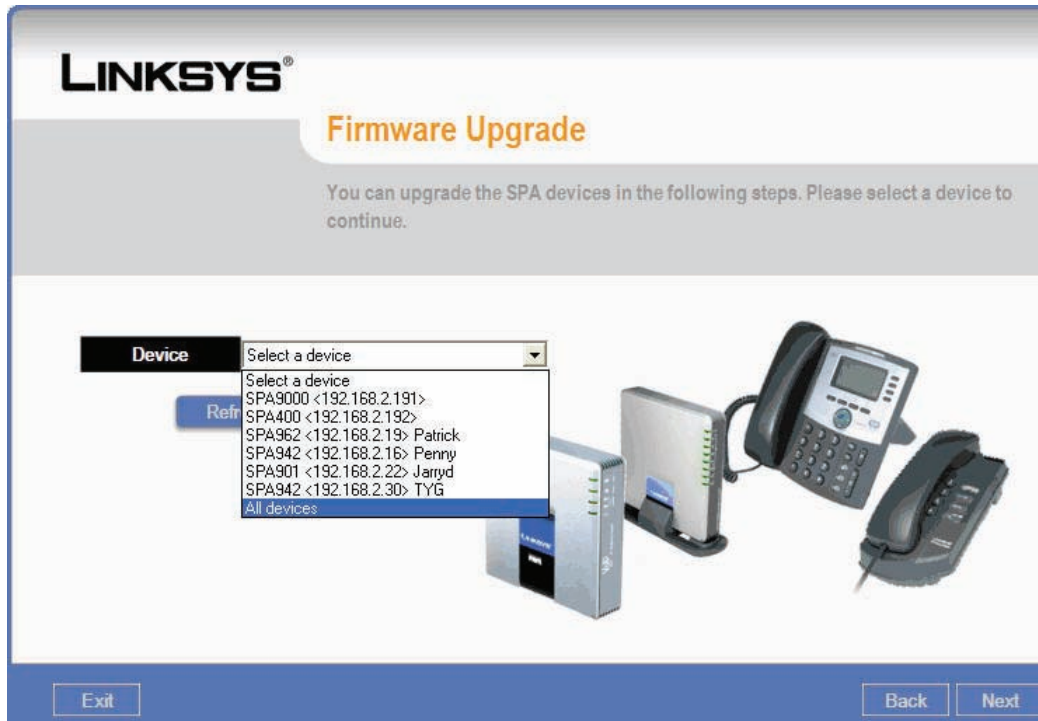 LINKSYS®
Firmware Upgrade
You can upgrade the SPA devices in the following steps. Please select a device to
continue.
Device
Select a device
Select a device
SPA9000 <192.168.2.191>
SPA400 <192.168.2.192>
SPA962 <192.168.2.19> Patrick
SPA942 <192.168.2.16> Penny
SPA901 <192.168.2.22> Jarryd
SPA942 <192.168.2.30> TYG
All devices
Exit
Back
Next